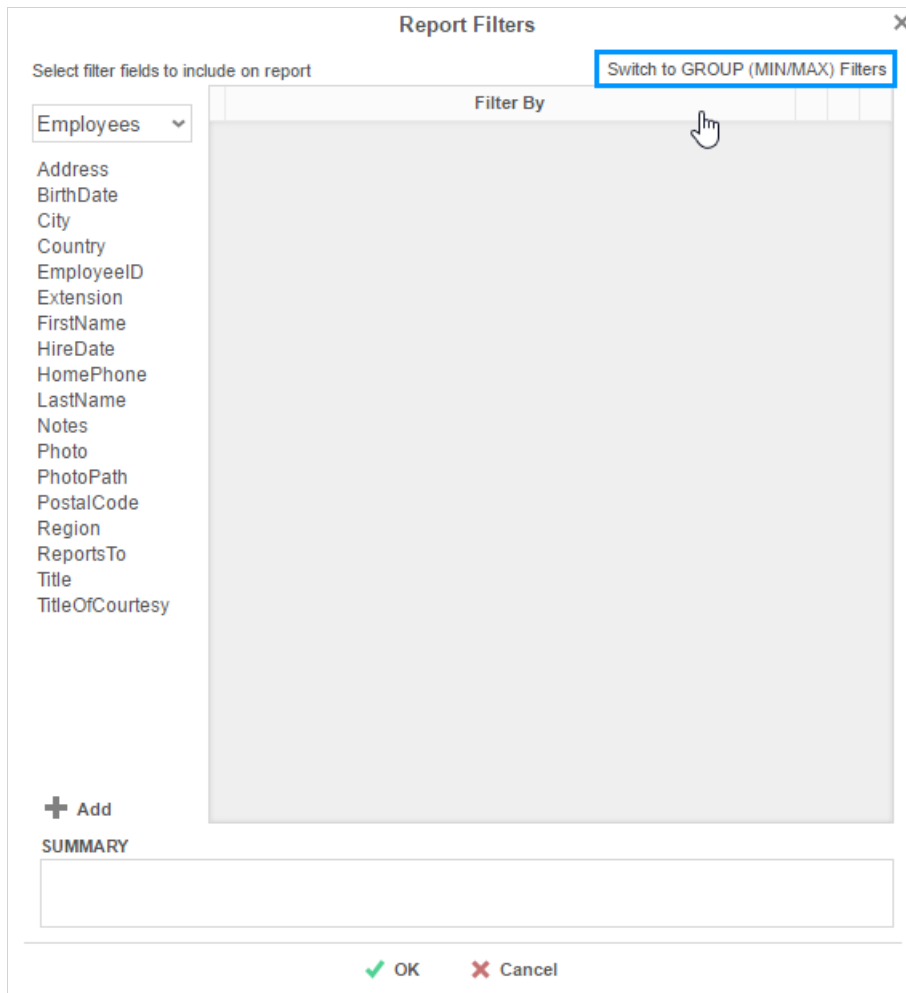 Report Filters
Select filter fields to include on report
Switch to GROUP (MIN/MAX) Filters
Employees
Filter By
Address
BirthDate
City
Country
EmployeeID
Extension
FirstName
HireDate
HomePhone
LastName
Notes
Photo
PhotoPath
PostalCode
Region
ReportsTo
Title
TitleOfCourtesy
Add
SUMMARY
OK
Cancel